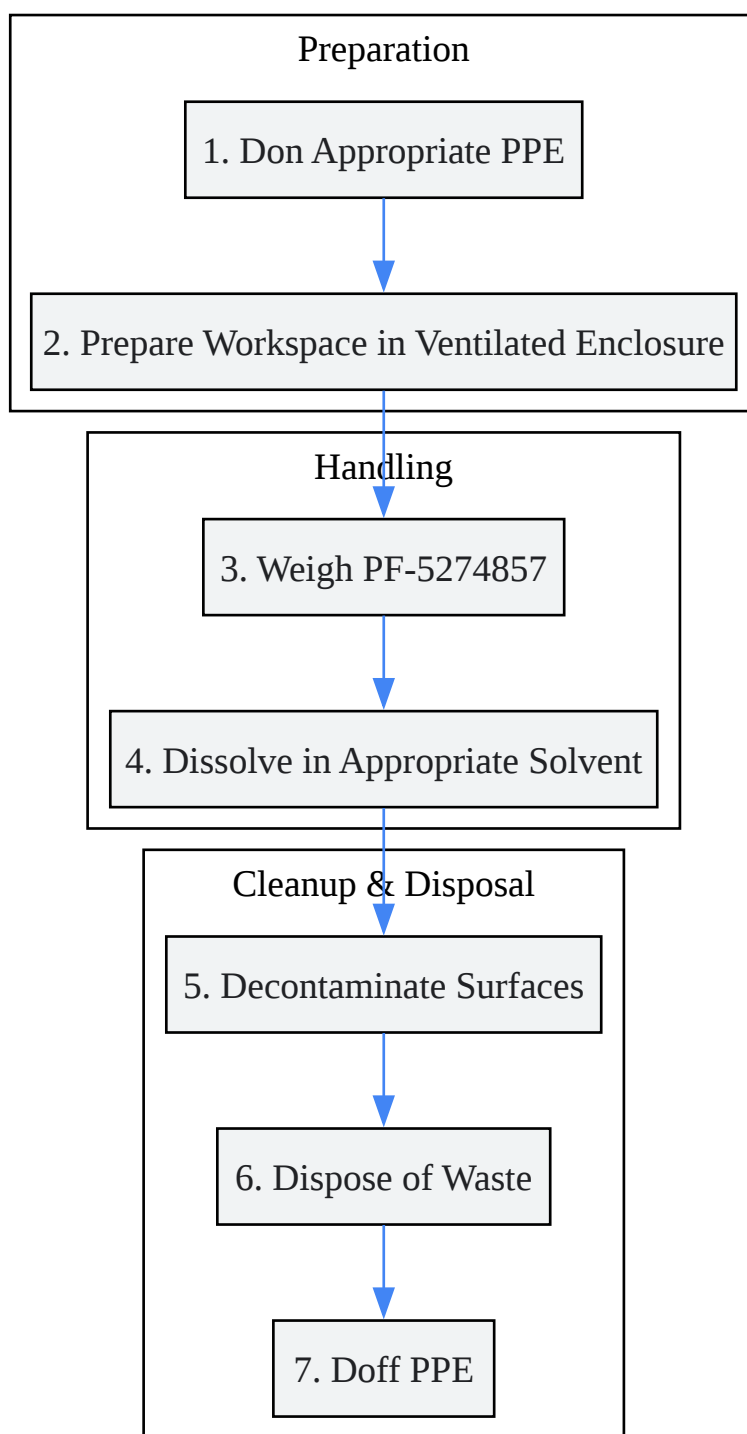 Preparation
1. Don Appropriate PPE
2. Prepare Workspace in Ventilated Enclosure
Handling
3. Weigh PF-5274857
4. Dissolve in Appropriate Solvent
Cleanup & Disposal
5. Decontaminate Surfaces
6. Dispose of Waste
7. Doff PPE